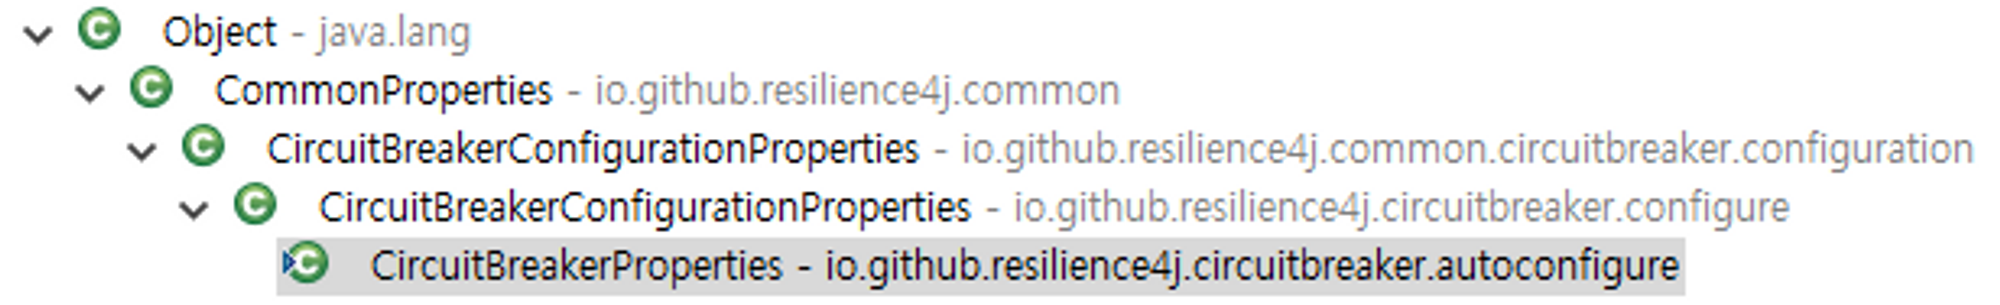 Object - java.lang
CommonProperties - io.github.resilience4j.common
CircuitBreakerConfigurationProperties - io.github.resilience4j.common.circuitbreaker.configuration
CircuitBreakerConfigurationProperties - io.github.resilience4j.circuitbreaker.configure
CircuitBreakerProperties - io.github.resilience4j.circuitbreaker.autoconfigure